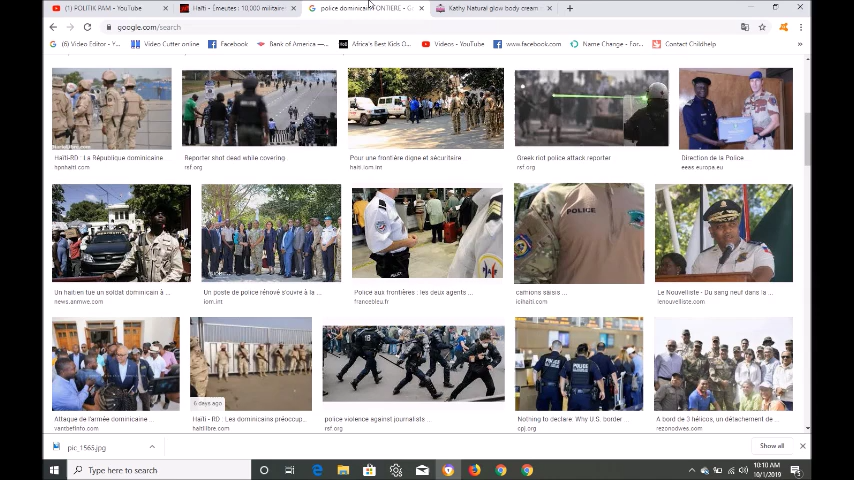 (1) POLITIK PAM - YouTube
Haïti - [émeutes : 10,000 militaire
Kathy Natural glow body cream
google.com/search
(6) Video Editor - Y...
Video Cutter online
Facebook
Bank of America —...
Africa's Best Kids O...
Videos - YouTube
www.facebook.com
Name Change - For...
Contact Childhelp
Haïti-RD : La République dominicaine
Reporter shot dead while covering
Pour une frontière digne et sécuritaire
Greek riot police attack reporter
Direction de la Police
hpnhaiti.com
rsf.org
haiti.iom.int
rsf.org
eeas.europa.eu
POLICE
Un haïtien tue un soldat dominicain à ...
Un poste de police rénové s'ouvre à la ...
Police aux frontières : les deux agents ...
camions saisis ...
Le Nouvelliste - Du sang neuf dans la ...
news.anmwe.com
iom.int
francebleu.fr
icihaiti.com
lenouvelliste.com
POLICE
POLICE
6 days ago
Attaque de l'armée dominicaine ...
Haïti - RD : Les dominicains préoccup...
police violence against journalists ...
Nothing to declare: Why U.S. border ...
A bord de 3 hélicos, un détachement de ...
vantbefinfo.com
haitilibre.com
rsf.org
cpj.org
rezonodwes.com
pic_1565.jpg
Show all
Type here to search
10:10 AM
10/1/2019